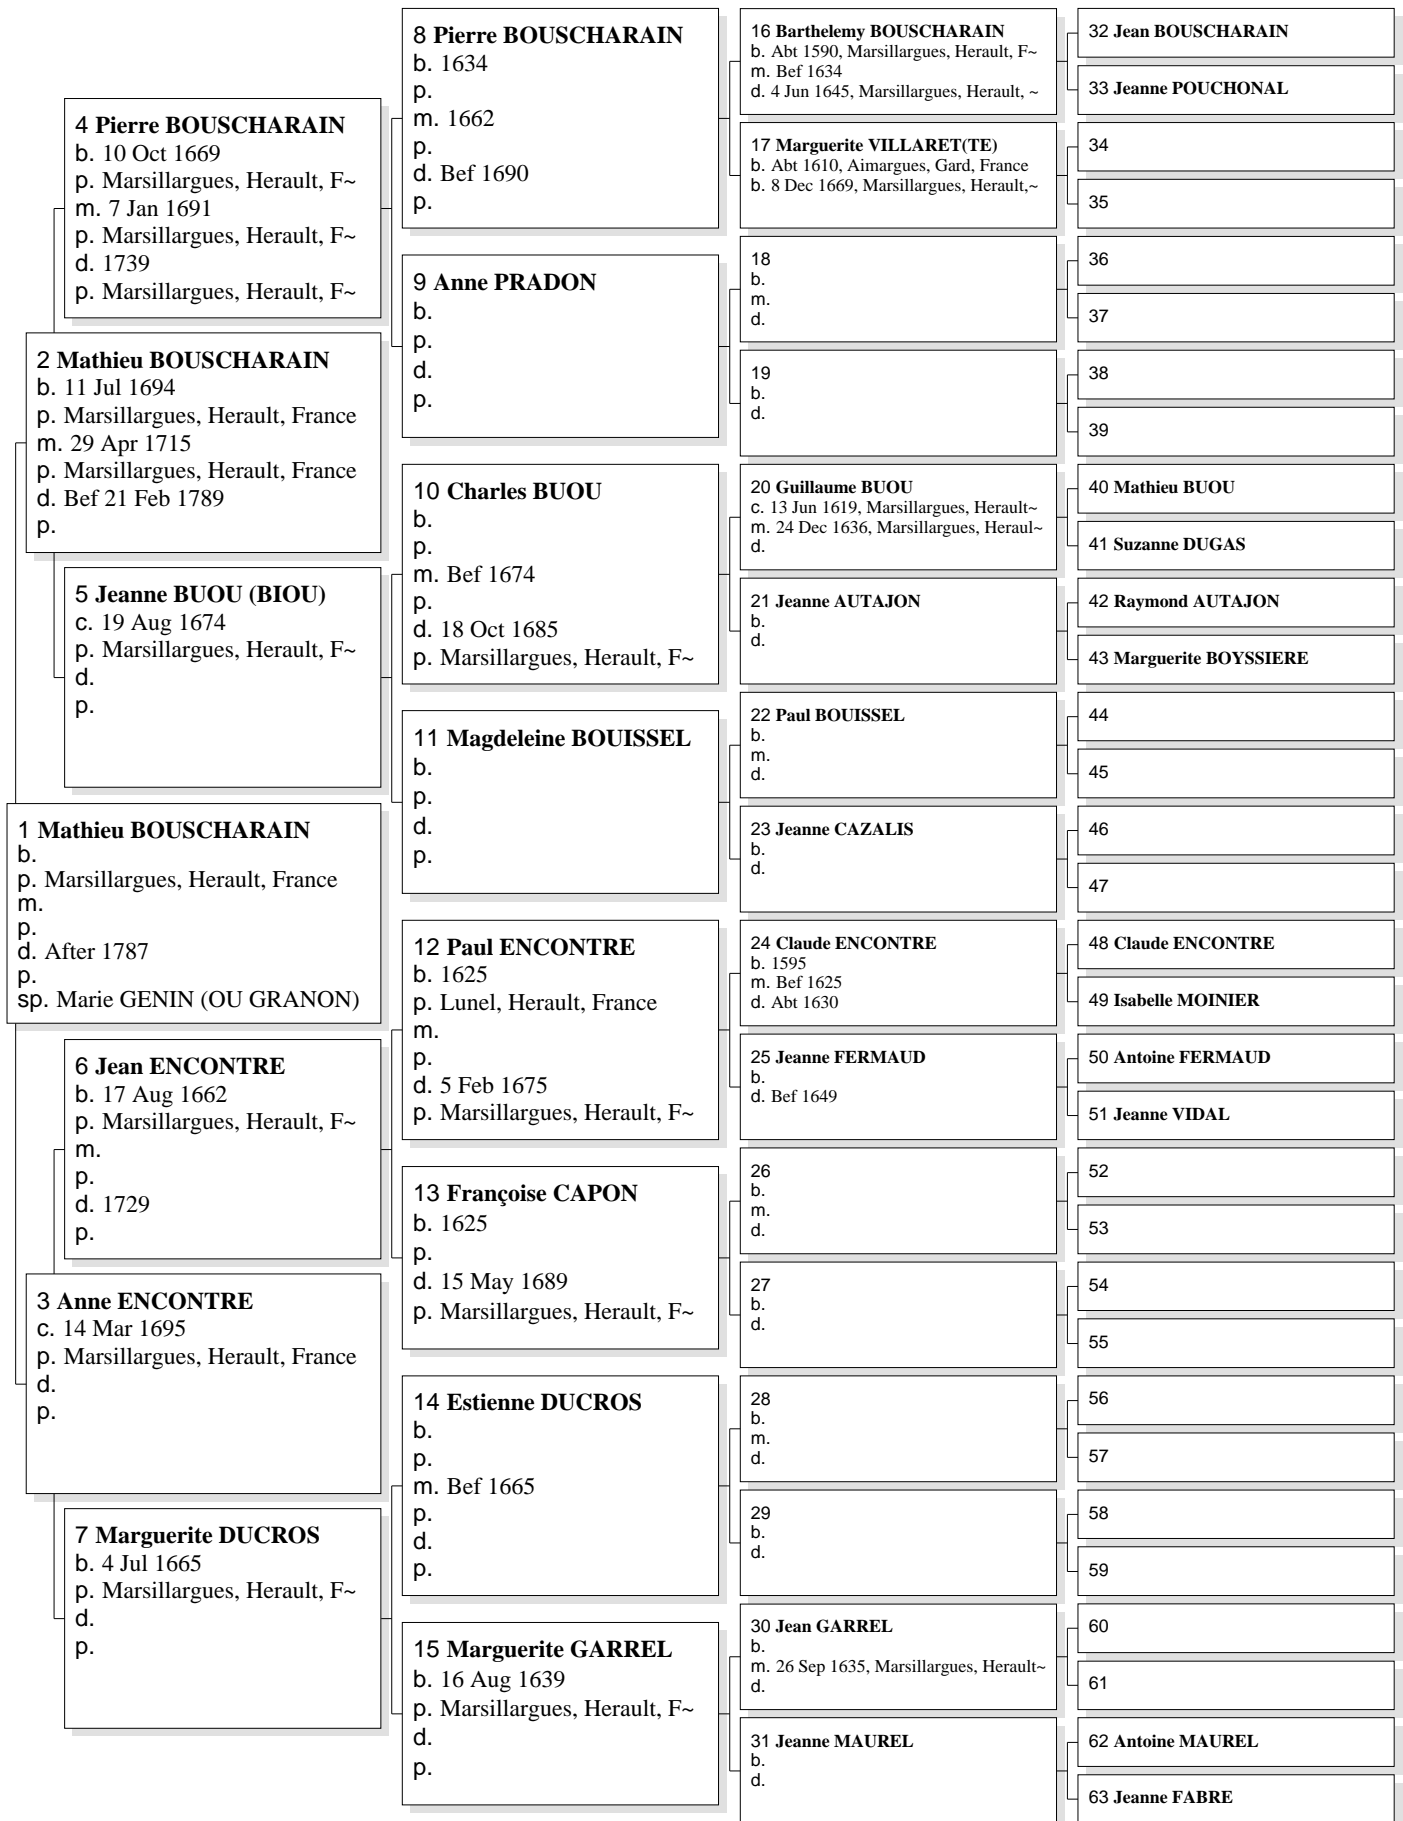 8 Pierre BOUSCHARAIN
b. 1634
p.
m. 1662
p.
d. Bef 1690
p.
16 Barthelemy BOUSCHARAIN
b. Abt 1590, Marsillargues, Herault, F~
m. Bef 1634
d. 4 Jun 1645, Marsillargues, Herault, ~
32 Jean BOUSCHARAIN
33 Jeanne POUCHONAL
4 Pierre BOUSCHARAIN
b. 10 Oct 1669
p. Marsillargues, Herault, F~
m. 7 Jan 1691
p. Marsillargues, Herault, F~
d. 1739
p. Marsillargues, Herault, F~
17 Marguerite VILLARET(TE)
b. Abt 1610, Aimargues, Gard, France
b. 8 Dec 1669, Marsillargues, Herault,~
34
35
9 Anne PRADON
b.
p.
d.
p.
18
b.
m.
d.
36
37
2 Mathieu BOUSCHARAIN
b. 11 Jul 1694
p. Marsillargues, Herault, France
m. 29 Apr 1715
p. Marsillargues, Herault, France
d. Bef 21 Feb 1789
p.
19
b.
d.
38
39
10 Charles BUOU
b.
p.
m. Bef 1674
p.
d. 18 Oct 1685
p. Marsillargues, Herault, F~
20 Guillaume BUOU
c. 13 Jun 1619, Marsillargues, Herault~
m. 24 Dec 1636, Marsillargues, Heraul~
d.
40 Mathieu BUOU
41 Suzanne DUGAS
5 Jeanne BUOU (BIOU)
c. 19 Aug 1674
p. Marsillargues, Herault, F~
d.
p.
21 Jeanne AUTAJON
b.
d.
42 Raymond AUTAJON
43 Marguerite BOYSSIERE
11 Magdeleine BOUISSEL
b.
p.
d.
p.
22 Paul BOUISSEL
b.
m.
d.
44
45
1 Mathieu BOUSCHARAIN
b.
p. Marsillargues, Herault, France
m.
p.
d. After 1787
p.
sp. Marie GENIN (OU GRANON)
23 Jeanne CAZALIS
b.
d.
46
47
12 Paul ENCONTRE
b. 1625
p. Lunel, Herault, France
m.
p.
d. 5 Feb 1675
p. Marsillargues, Herault, F~
24 Claude ENCONTRE
b. 1595
m. Bef 1625
d. Abt 1630
48 Claude ENCONTRE
49 Isabelle MOINIER
6 Jean ENCONTRE
b. 17 Aug 1662
p. Marsillargues, Herault, F~
m.
p.
d. 1729
p.
25 Jeanne FERMAUD
b.
d. Bef 1649
50 Antoine FERMAUD
51 Jeanne VIDAL
13 Françoise CAPON
b. 1625
p.
d. 15 May 1689
p. Marsillargues, Herault, F~
26
b.
m.
d.
52
53
3 Anne ENCONTRE
c. 14 Mar 1695
p. Marsillargues, Herault, France
d.
p.
27
b.
d.
54
55
14 Estienne DUCROS
b.
p.
m. Bef 1665
p.
d.
p.
28
b.
m.
d.
56
57
7 Marguerite DUCROS
b. 4 Jul 1665
p. Marsillargues, Herault, F~
d.
p.
29
b.
d.
58
59
15 Marguerite GARREL
b. 16 Aug 1639
p. Marsillargues, Herault, F~
d.
p.
30 Jean GARREL
b.
m. 26 Sep 1635, Marsillargues, Herault~
d.
60
61
31 Jeanne MAUREL
b.
d.
62 Antoine MAUREL
63 Jeanne FABRE